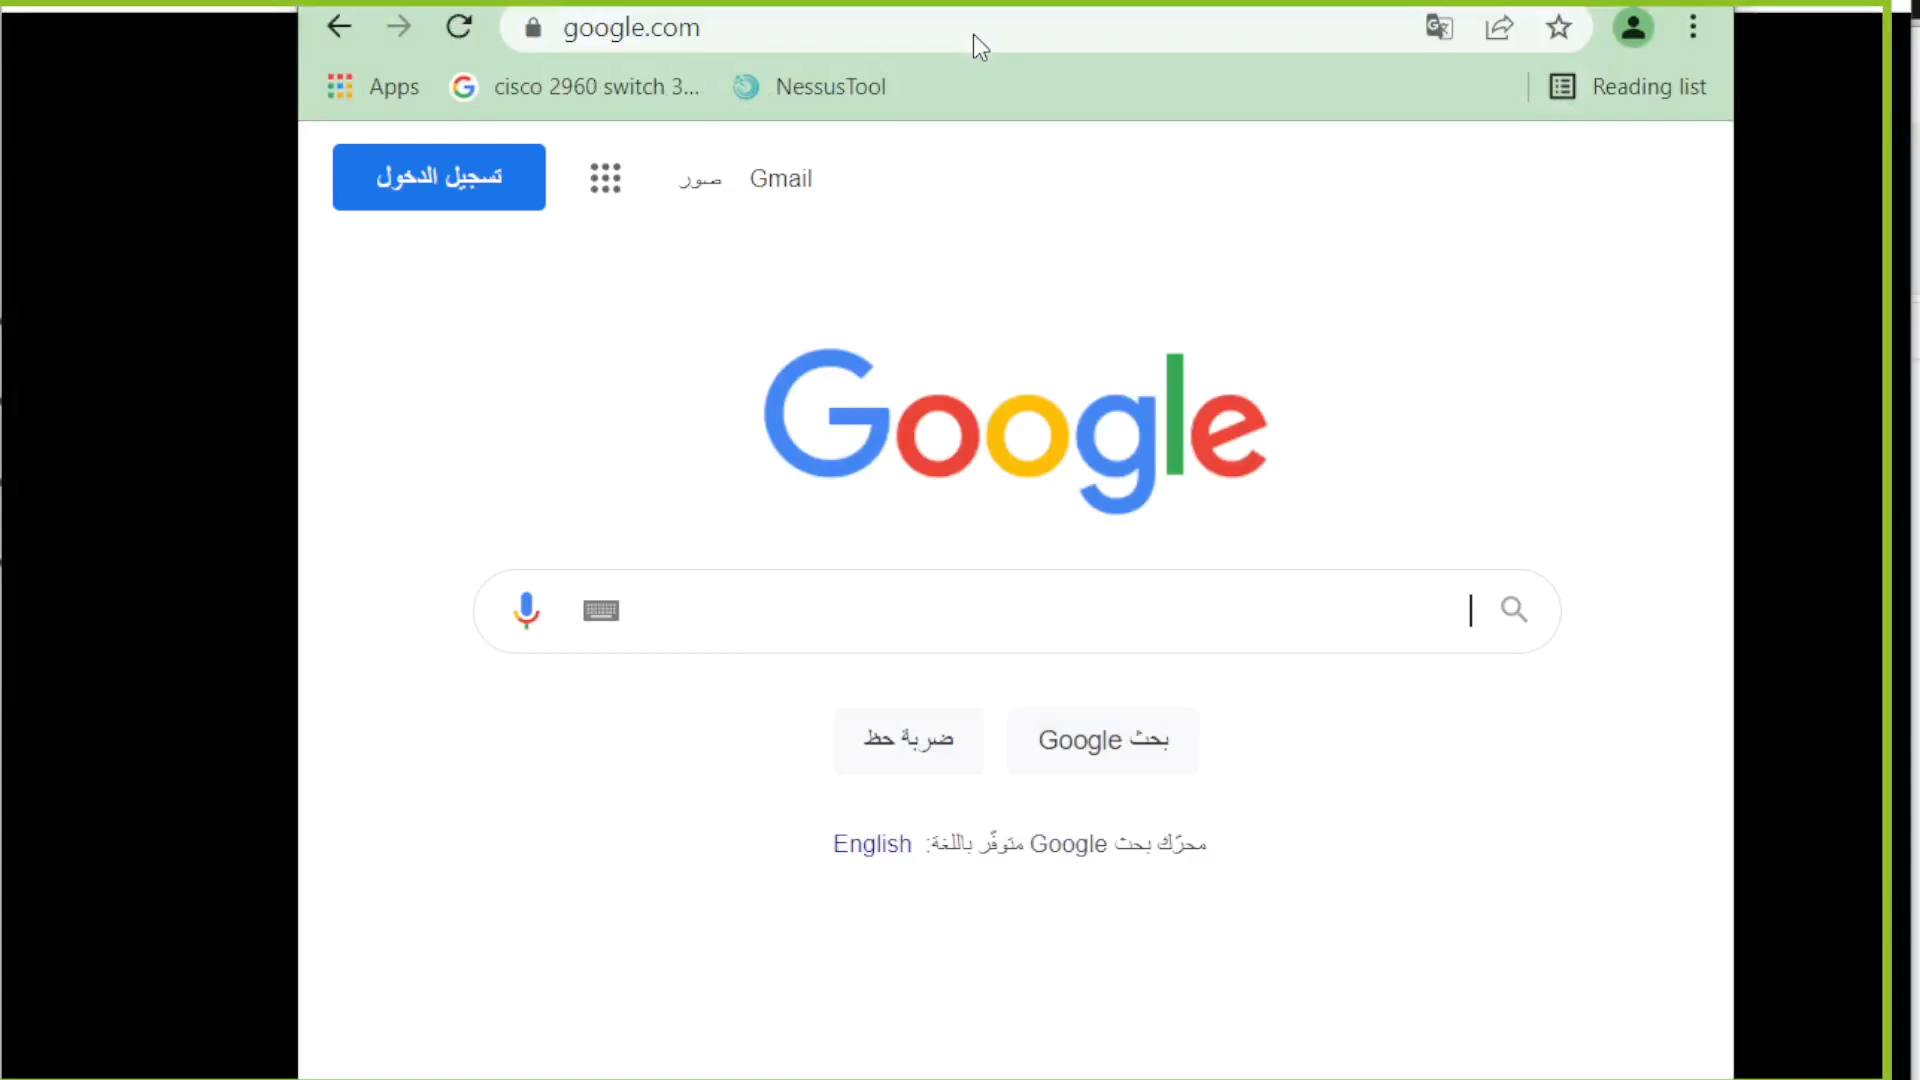 google.com
Apps cisco 2960 switch 3... NessusTool Reading list
تسجيل الدخول صور Gmail
Google
بحث Google ضربة حظ
محرّك بحث Google متوفّر باللغة: English